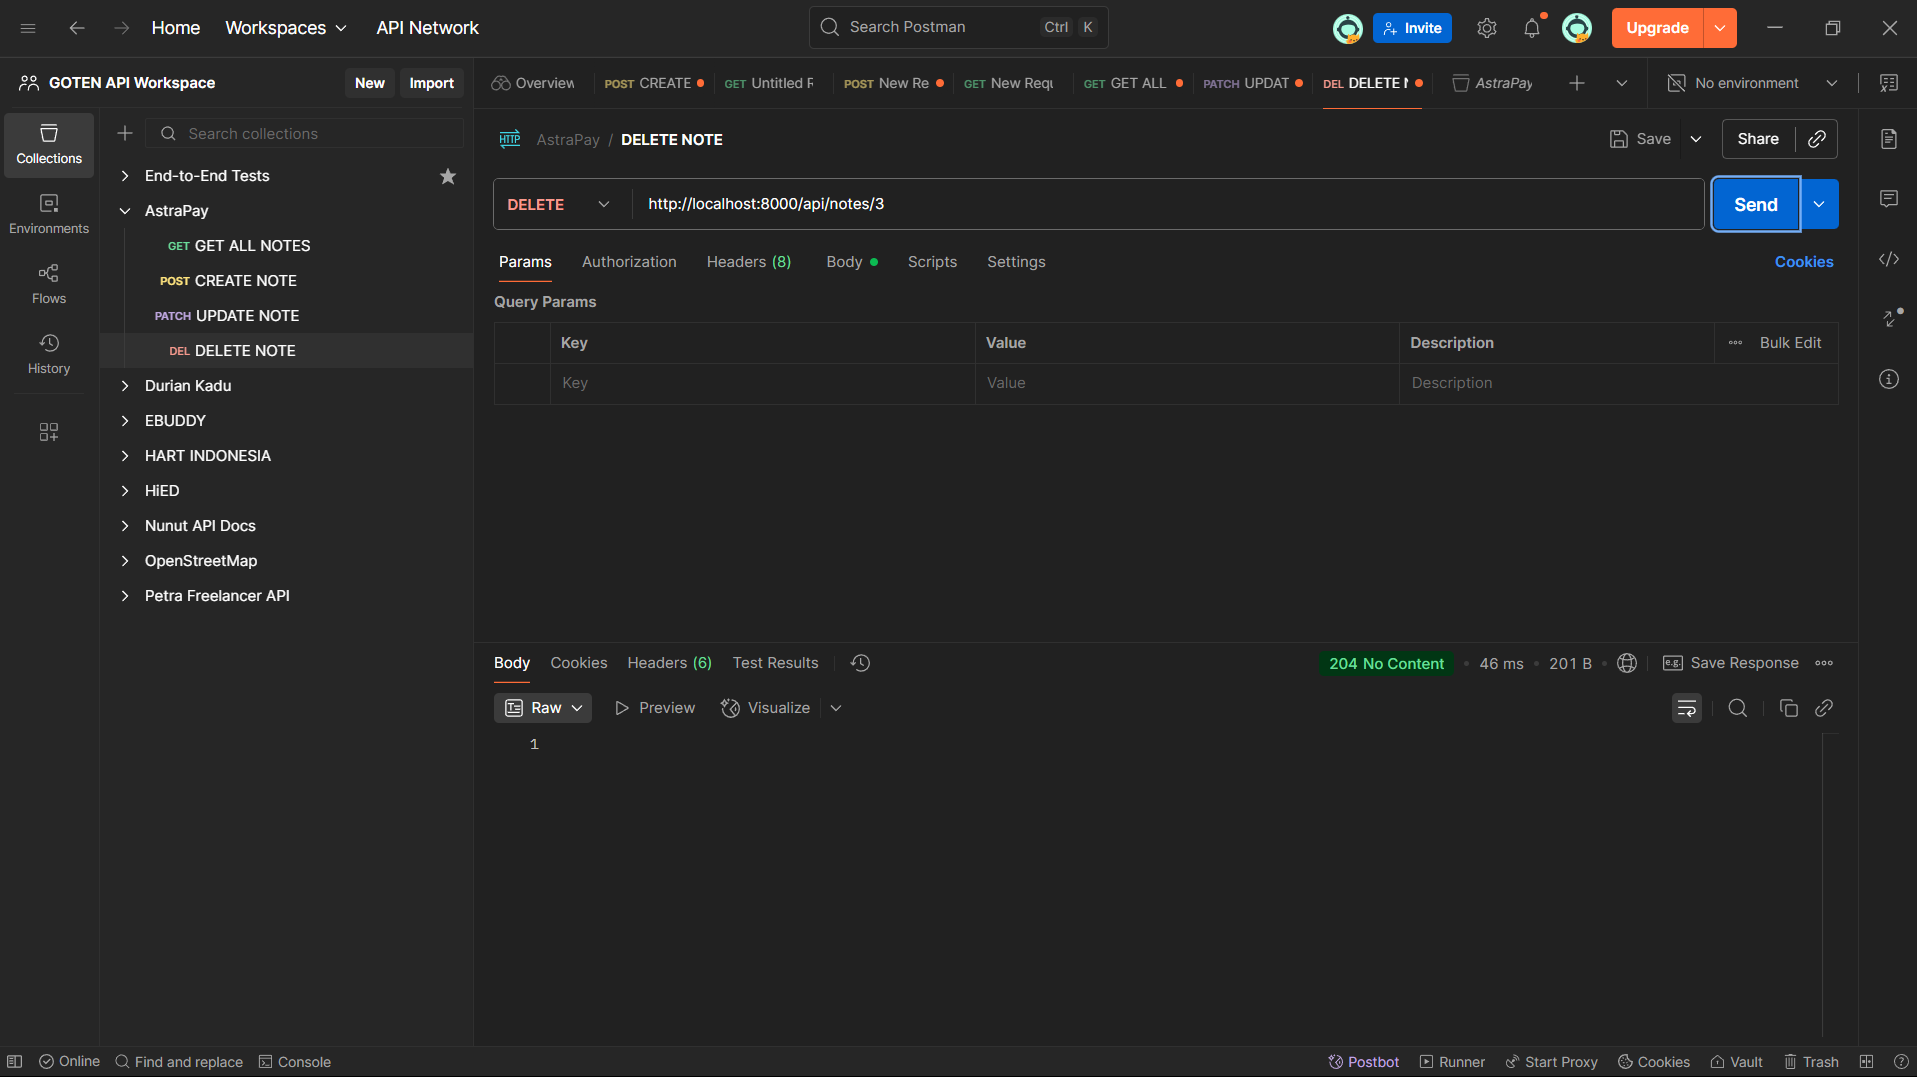 Home Workspaces API Network Search Postman Ctrl K Invite Upgrade
GOTEN API Workspace New Import
Overview POST CREATE GET Untitled R POST New Re GET New Requ GET GET ALL PATCH UPDAT DEL DELETE N AstraPay No environment
Collections
Environments
Flows
History
Search collections
End-to-End Tests
AstraPay
GET GET ALL NOTES
POST CREATE NOTE
PATCH UPDATE NOTE
DEL DELETE NOTE
Durian Kadu
EBUDDY
HART INDONESIA
HiED
Nunut API Docs
OpenStreetMap
Petra Freelancer API
HTTP AstraPay / DELETE NOTE Save Share
DELETE http://localhost:8000/api/notes/3 Send
Params Authorization Headers (8) Body Scripts Settings Cookies
Query Params
Key Value Description Bulk Edit
Key Value Description
Body Cookies Headers (6) Test Results 204 No Content 46 ms 201 B e.g. Save Response
Raw Preview Visualize
1
Online Find and replace Console Postbot Runner Start Proxy Cookies Vault Trash